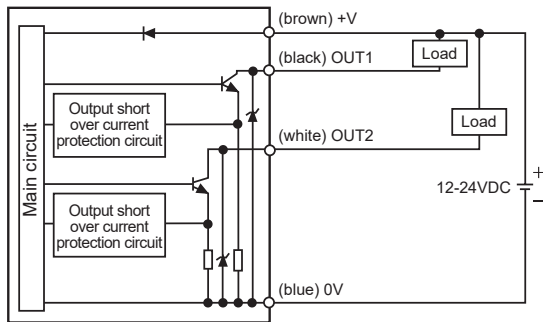 (brown) +V
(black) OUT1
Load
Output short
over current
protection circuit
Main circuit
(white) OUT2
Load
12-24VDC
+
−
Output short
over current
protection circuit
(blue) 0V